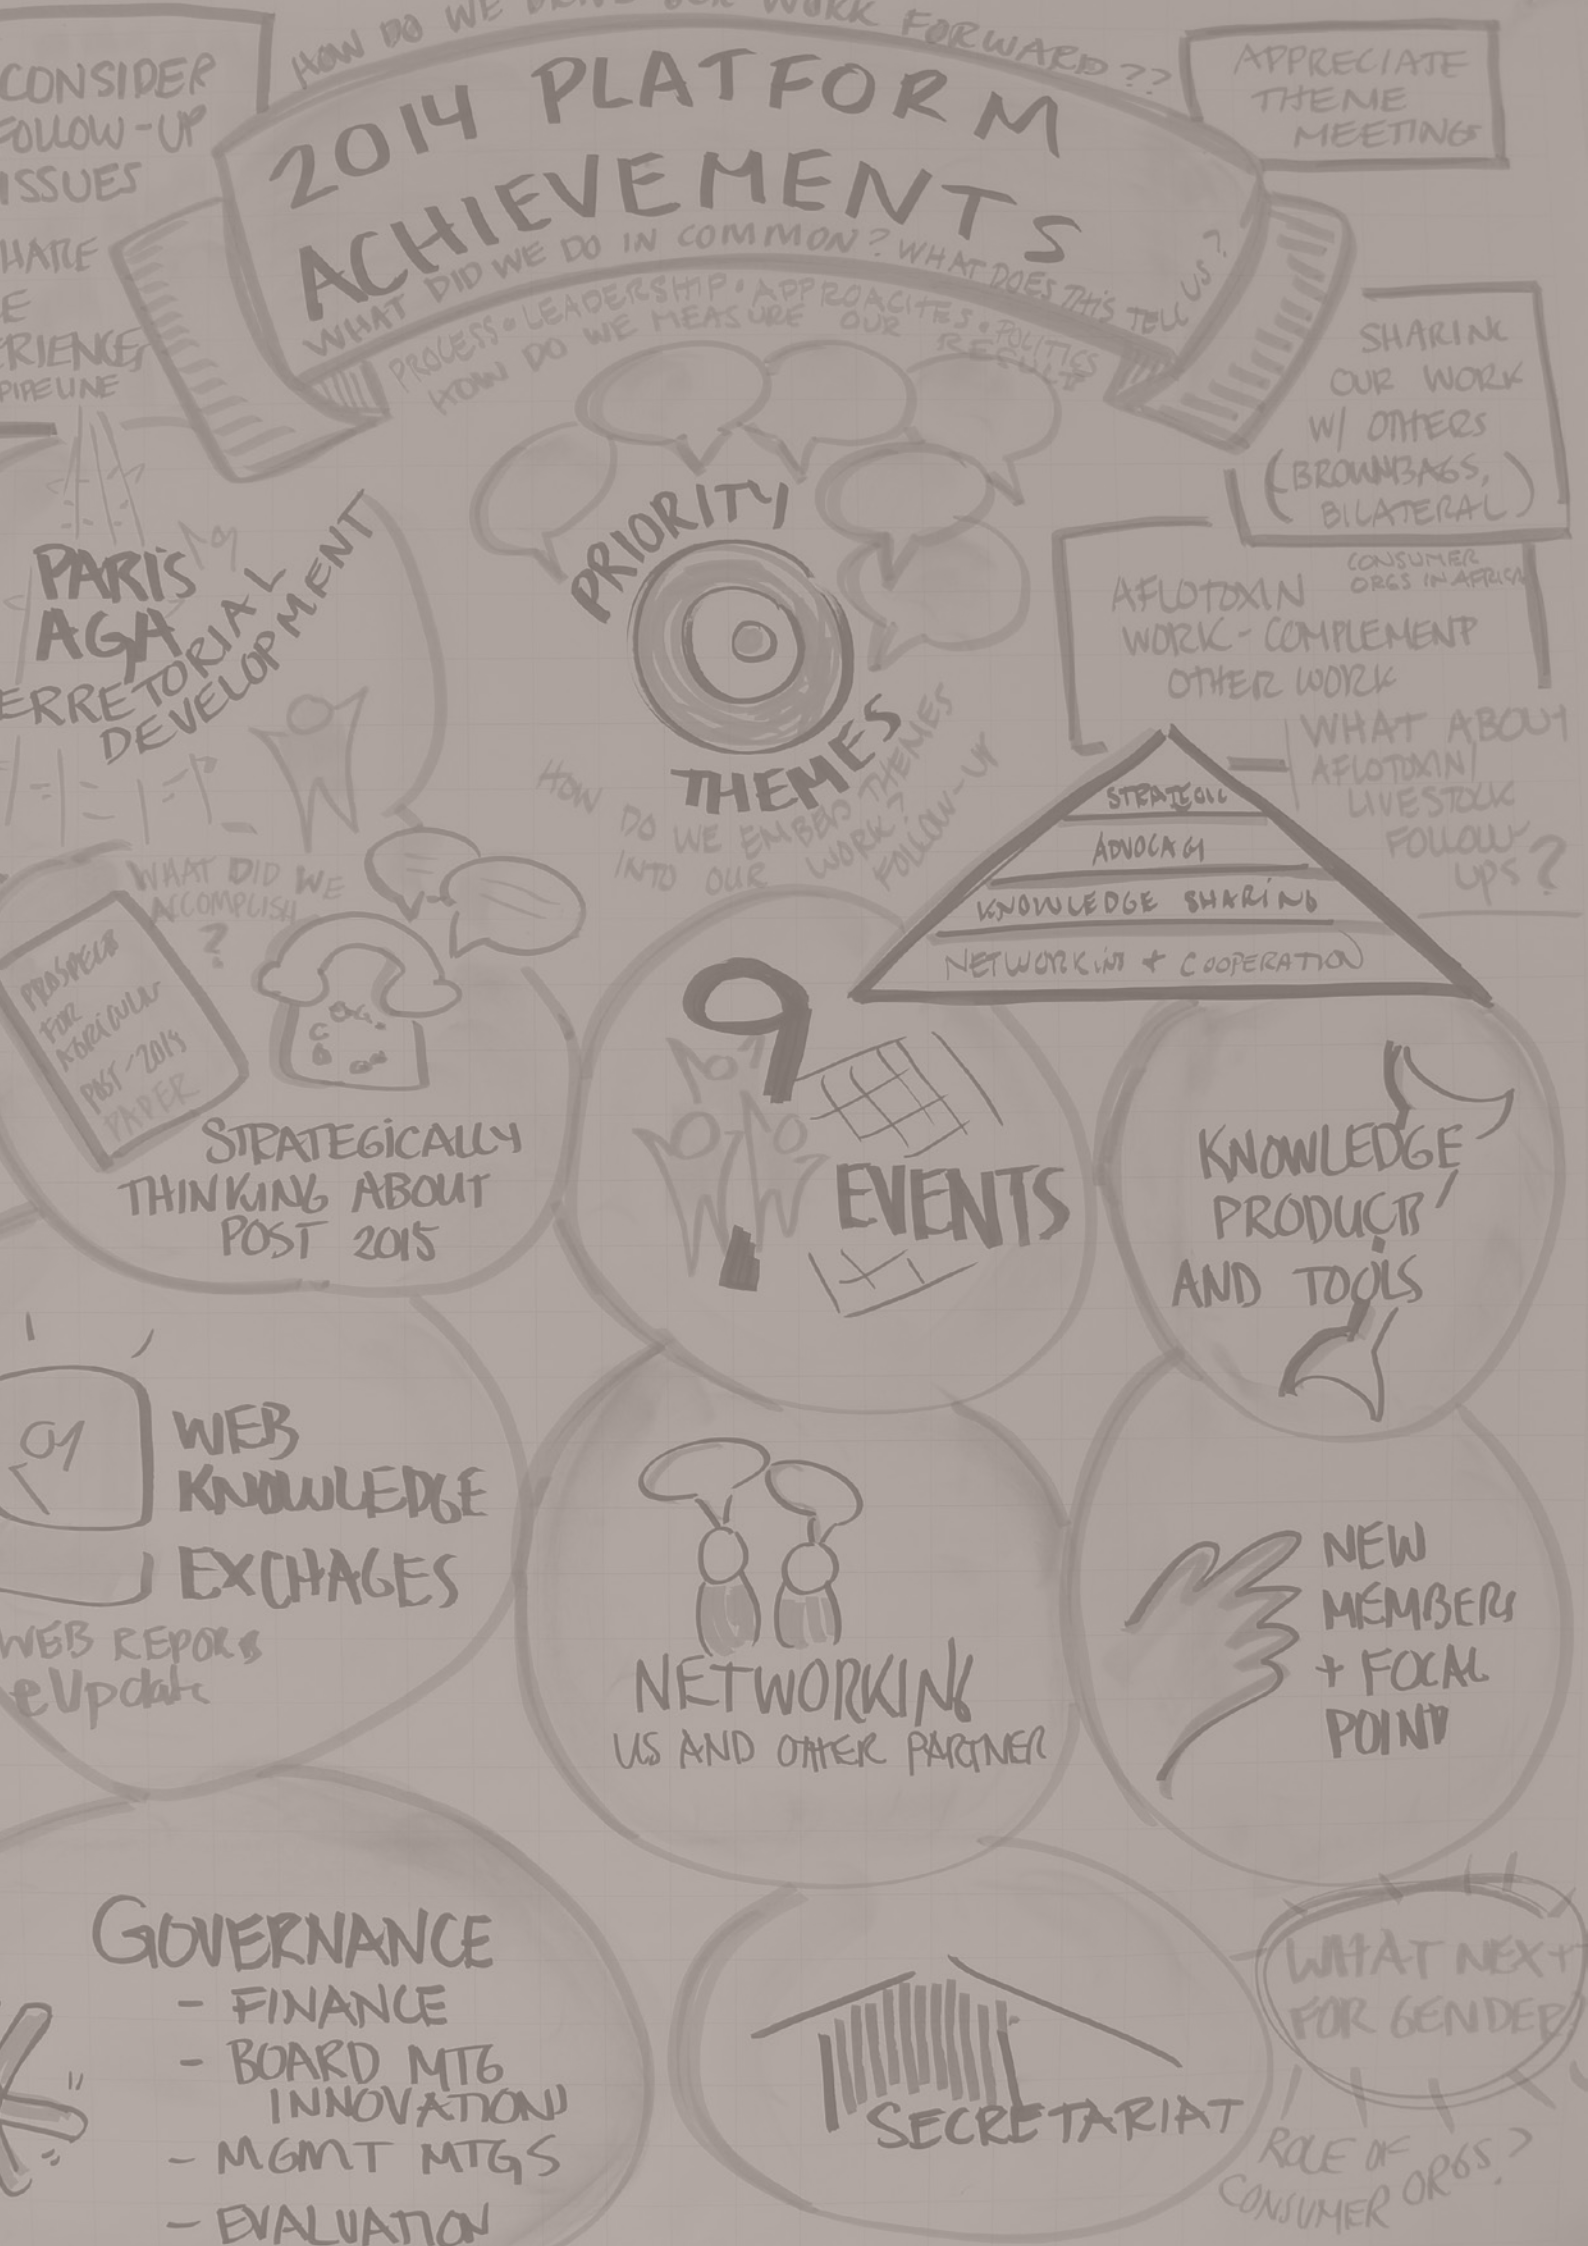 CONSIDER
FOLLOW-UP
ISSUES
HOW DO WE DRIVE OUR WORK FORWARD??
2014 PLATFORM
ACHIEVEMENTS
WHAT DID WE DO IN COMMON? WHAT DOES THIS TELL US?
PROCESS • LEADERSHIP • APPROACHES • POLITICS
HOW DO WE MEASURE OUR RESULT
APPRECIATE
THEME
MEETINGS
SHARING
OUR WORK
W/ OTHERS
(BROWNBAGS,
BILATERAL)
PIPELINE
PARIS
AGA
ERRETORIAL
DEVELOPMENT
PRIORITY
THEMES
HOW DO WE EMBED THEMES
INTO OUR WORK?
FOLLOW-UP
CONSUMER
ORGS IN AFRICA
AFLOTOXIN
WORK - COMPLEMENT
OTHER WORK
WHAT ABOUT
AFLOTOXIN/
LIVESTOCK
FOLLOW
UPS?
STRATEGIC
ADVOCACY
KNOWLEDGE SHARING
NETWORKING + COOPERATION
WHAT DID WE
ACCOMPLISH
?
FOR
POST-2015
PAPER
STRATEGICALLY
THINKING ABOUT
POST 2015
9
EVENTS
KNOWLEDGE
PRODUCTS
AND TOOLS
WEB
KNOWLEDGE
EXCHAGES
WEB REPORTS
eUpdate
NETWORKING
US AND OTHER PARTNER
NEW
MEMBERS
+ FOCAL
POINT
GOVERNANCE
- FINANCE
- BOARD MTG
INNOVATIONS
- MGMT MTGS
- EVALUATION
SECRETARIAT
WHAT NEXT
FOR GENDER
ROLE OF
CONSUMER ORGS?